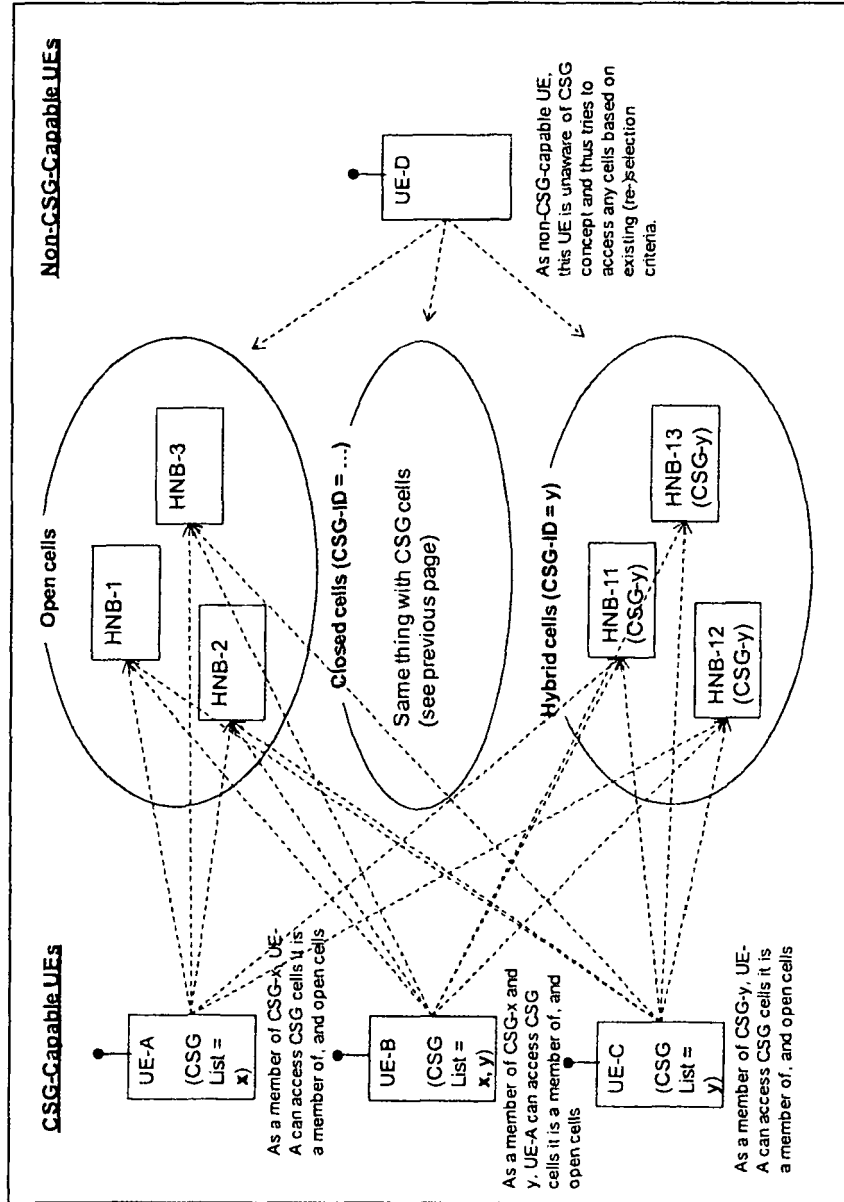 CSG-Capable UEs
Non-CSG-Capable UEs
UE-A
(CSG
List =
x)
As a member of CSG-x, UE-
A can access CSG cells it is
a member of, and open cells
UE-B
(CSG
List =
x, y)
As a member of CSG-x and
y, UE-A can access CSG
cells it is a member of, and
open cells
UE-C
(CSG
List =
y)
As a member of CSG-y, UE-
A can access CSG cells it is
a member of, and open cells
Open cells
HNB-1
HNB-2
HNB-3
Closed cells (CSG-ID = ...)
Same thing with CSG cells
(see previous page)
Hybrid cells (CSG-ID = y)
HNB-11
(CSG-y)
HNB-12
(CSG-y)
HNB-13
(CSG-y)
UE-D
As non-CSG-capable UE,
this UE is unaware of CSG
concept and thus tries to
access any cells based on
existing (re-)selection
criteria.